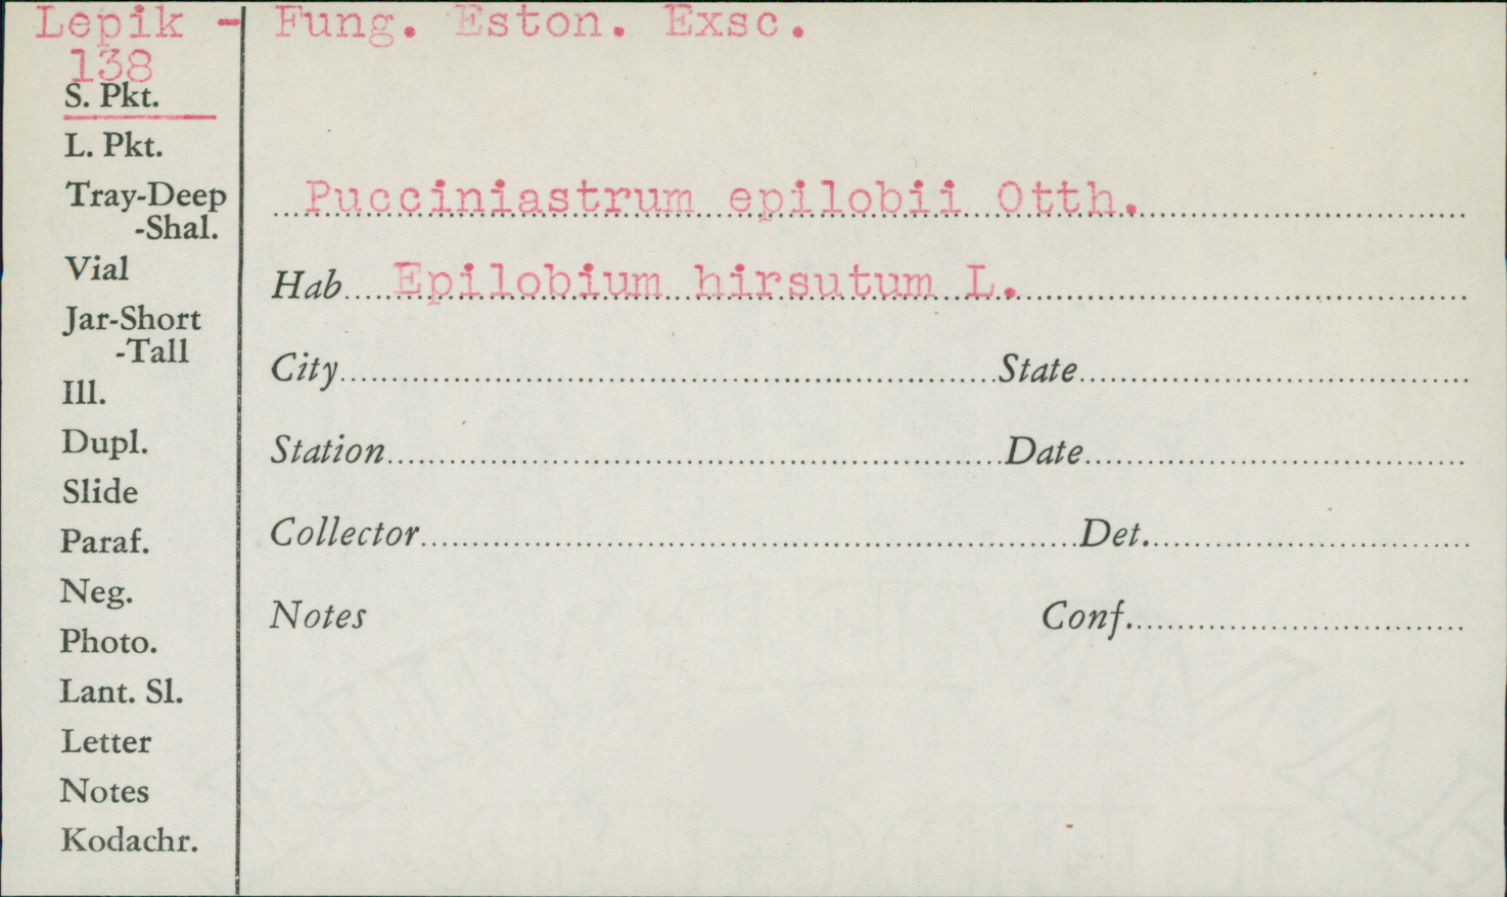 Lepik - Fung. Eston. Exsc.
138
S. Pkt.
L. Pkt.
Tray-Deep
-Shal.
Vial
Jar-Short
-Tall
Ill.
Dupl.
Slide
Paraf.
Neg.
Photo.
Lant. Sl.
Letter
Notes
Kodachr.
Pucciniastrum epilobii Otth.
Hab Epilobium hirsutum L.
City State
Station Date
Collector Det.
Notes Conf.